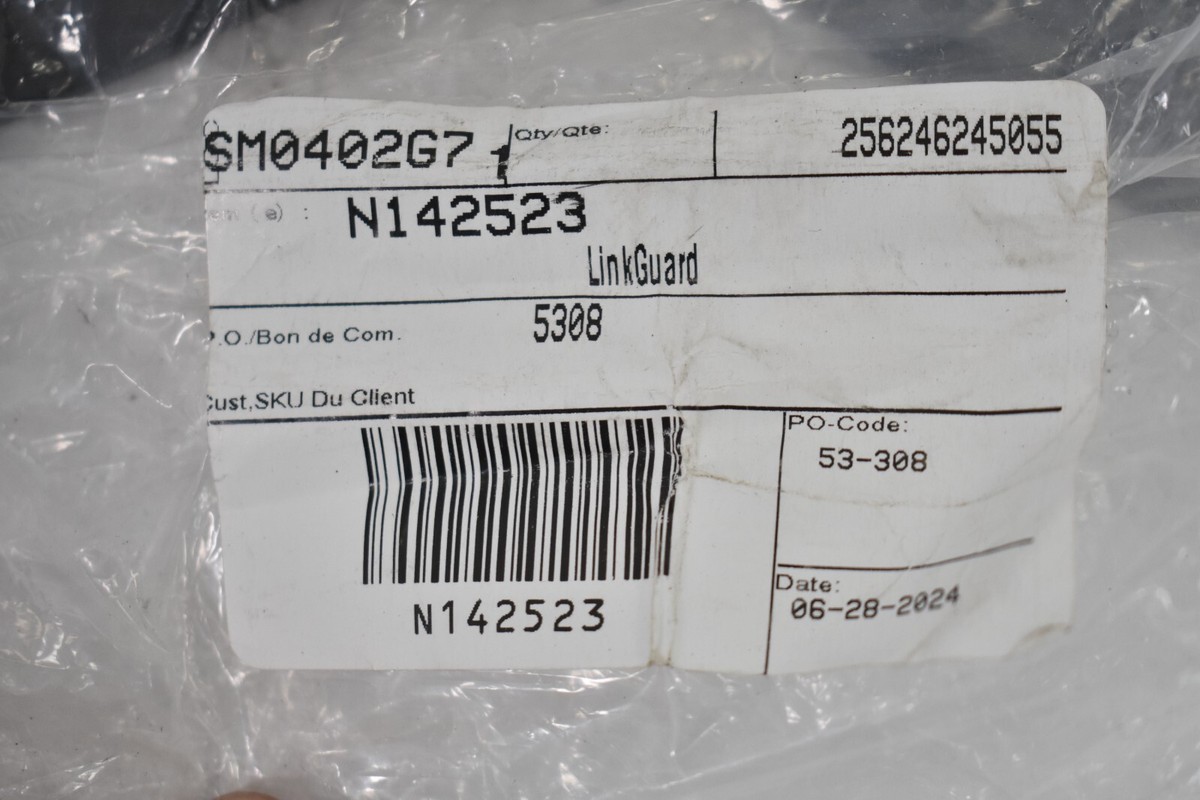 SM0402G7 1 Qty/Qte: 256246245055
(e) : N142523
LinkGuard
P.O./Bon de Com. 5308
Cust,SKU Du Client
PO-Code:
53-308
N142523
Date:
06-28-2024